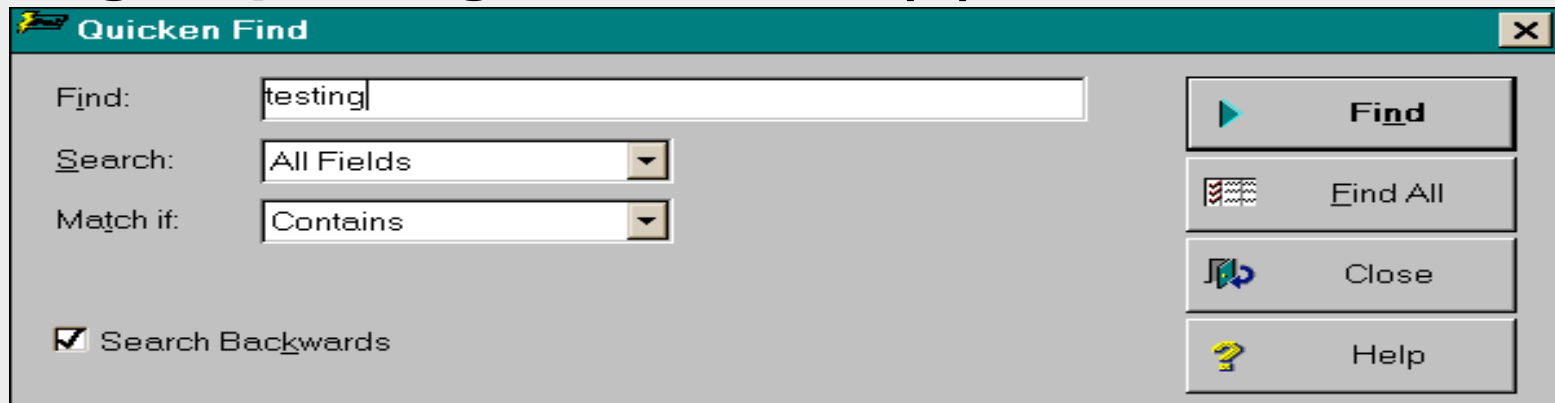 Quicken Find
Find: testing Find
Search: All Fields
Find All
Match if: Contains
Close
Search Backwards
Help